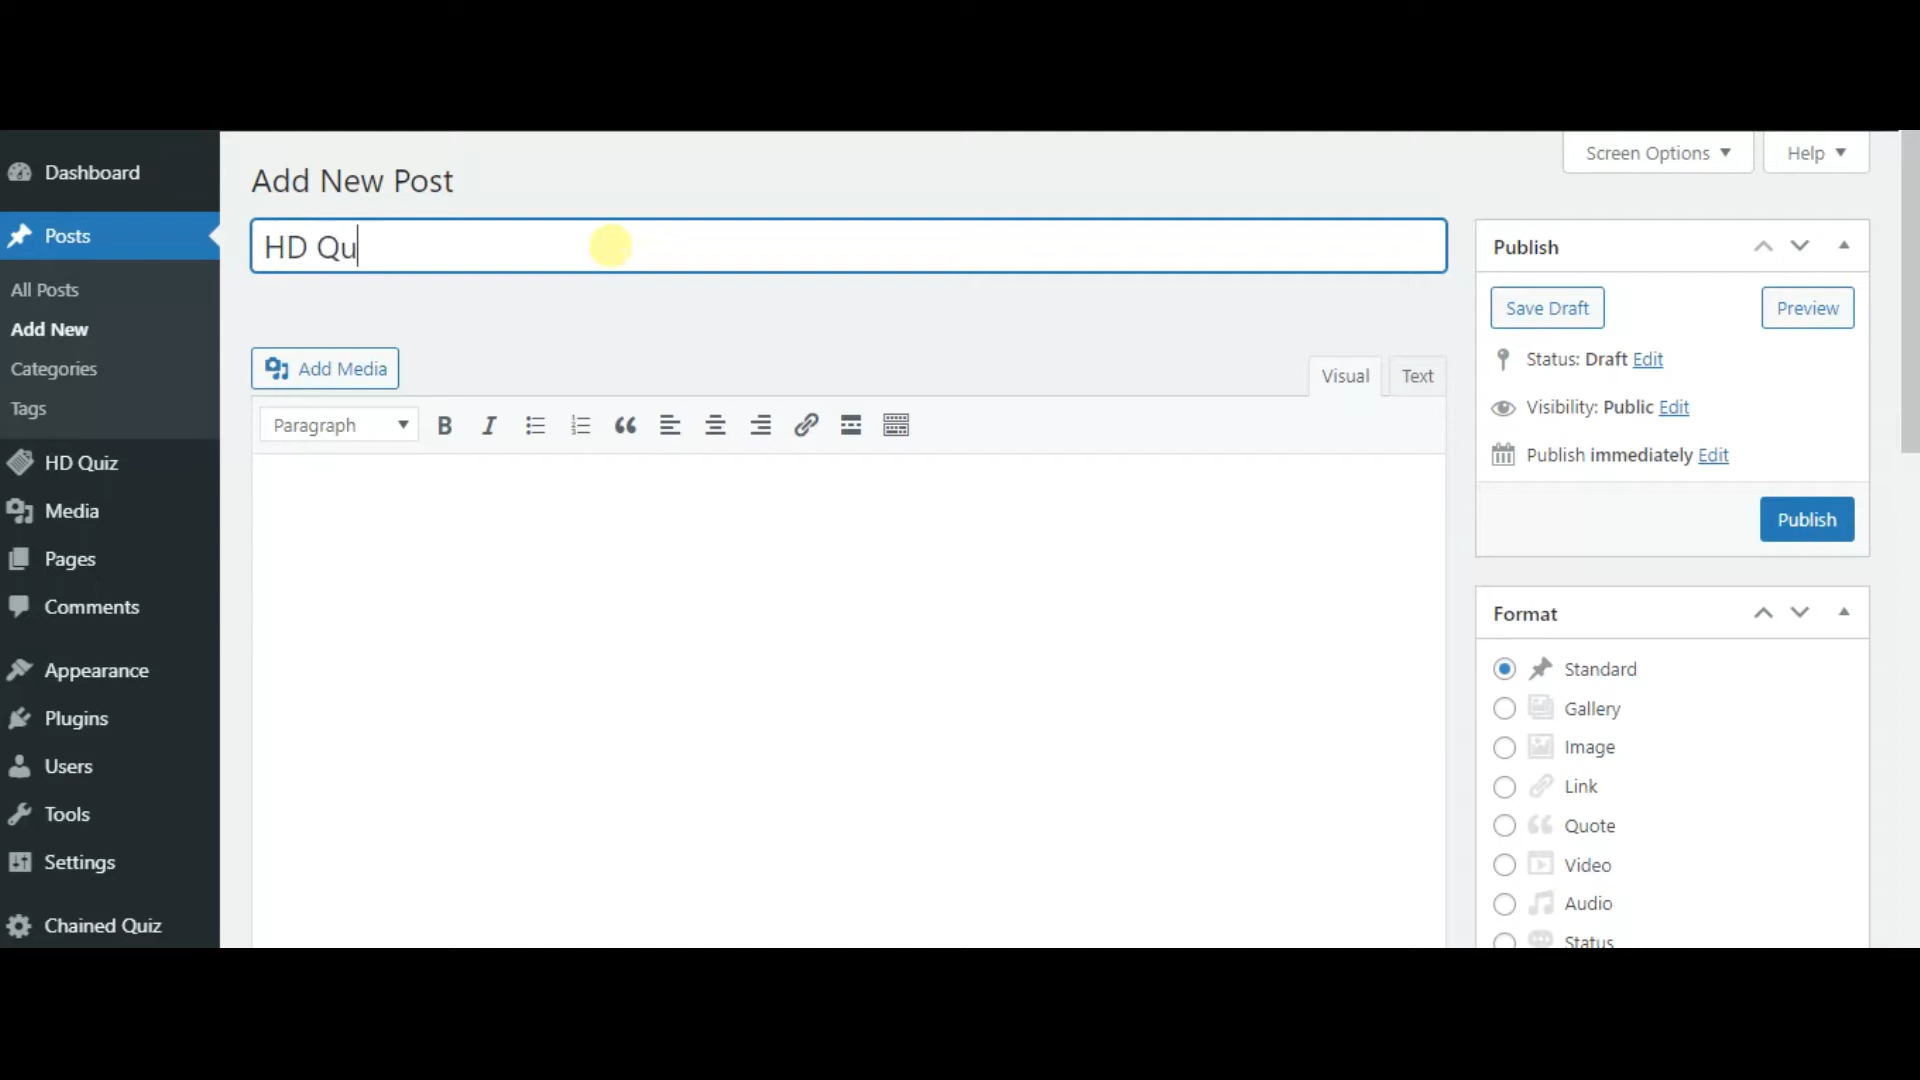 Dashboard
Posts
All Posts
Add New
Categories
Tags
HD Quiz
Media
Pages
Comments
Appearance
Plugins
Users
Tools
Settings
Chained Quiz
Screen Options
Help
Add New Post
HD Qu
Add Media
Visual
Text
Paragraph
B I
Publish
Save Draft
Preview
Status: Draft Edit
Visibility: Public Edit
Publish immediately Edit
Publish
Format
Standard
Gallery
Image
Link
Quote
Video
Audio
Status